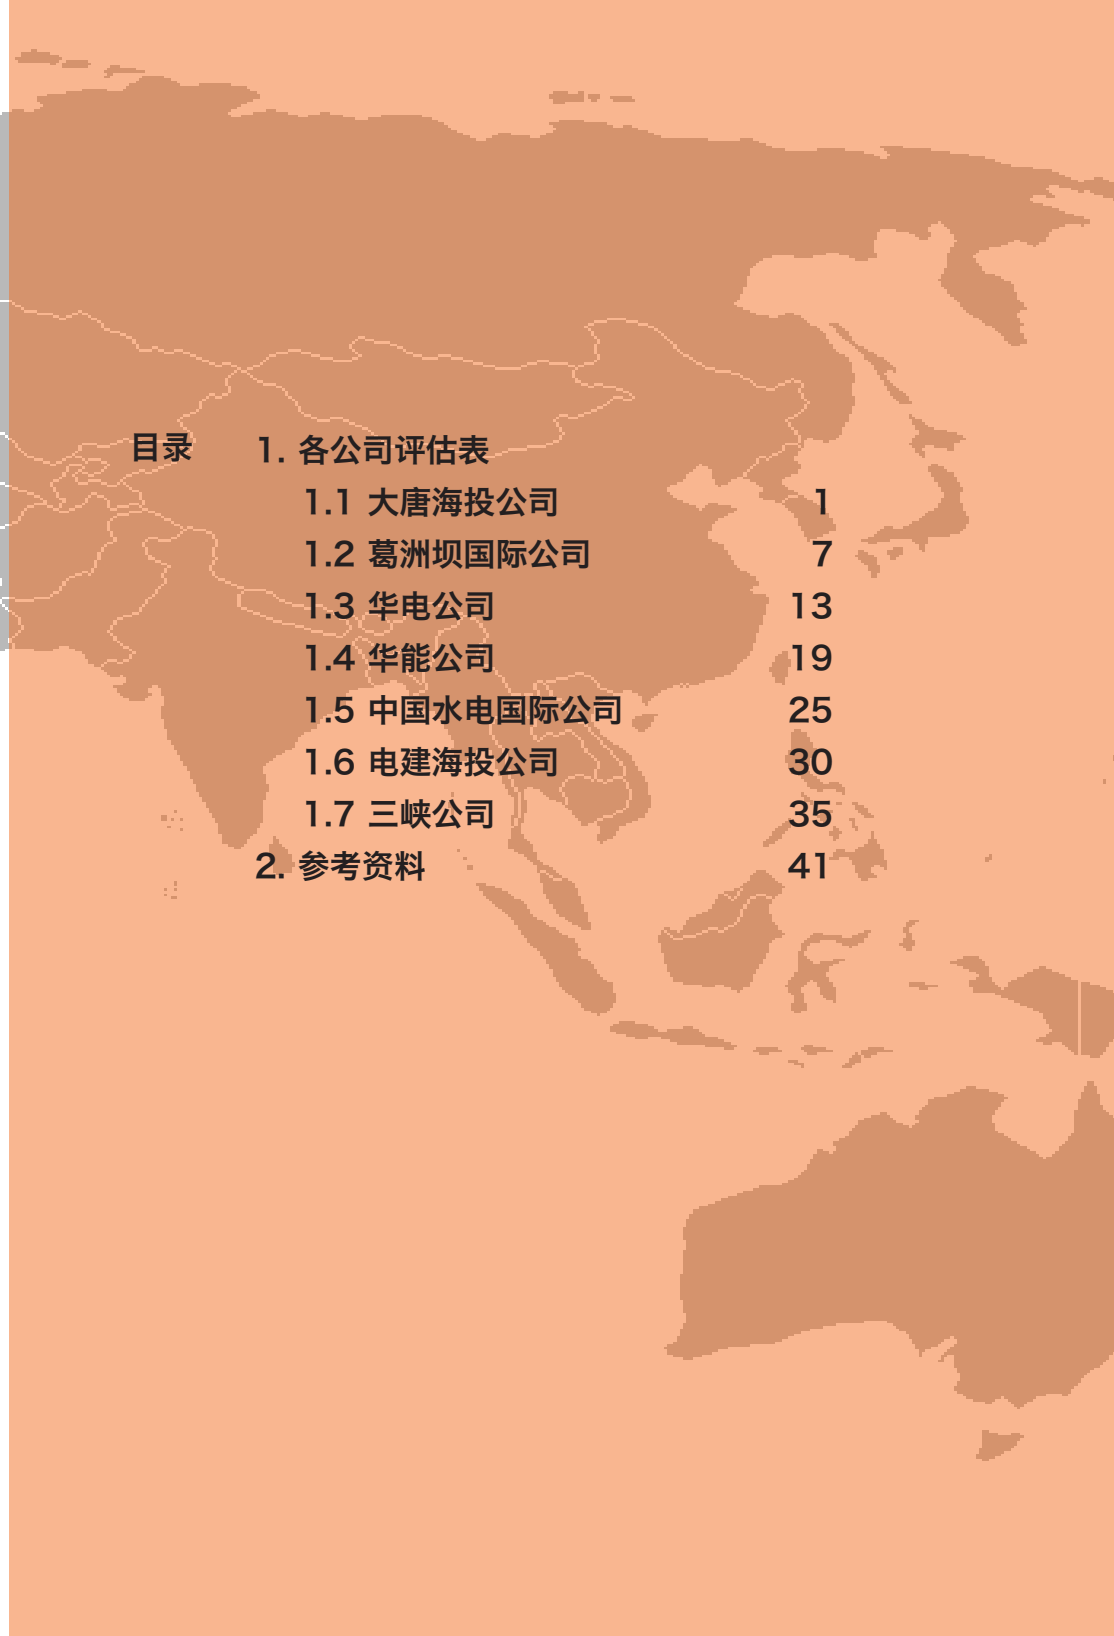 目录
1. 各公司评估表
1.1 大唐海投公司 1
1.2 葛洲坝国际公司 7
1.3 华电公司 13
1.4 华能公司 19
1.5 中国水电国际公司 25
1.6 电建海投公司 30
1.7 三峡公司 35
2. 参考资料 41